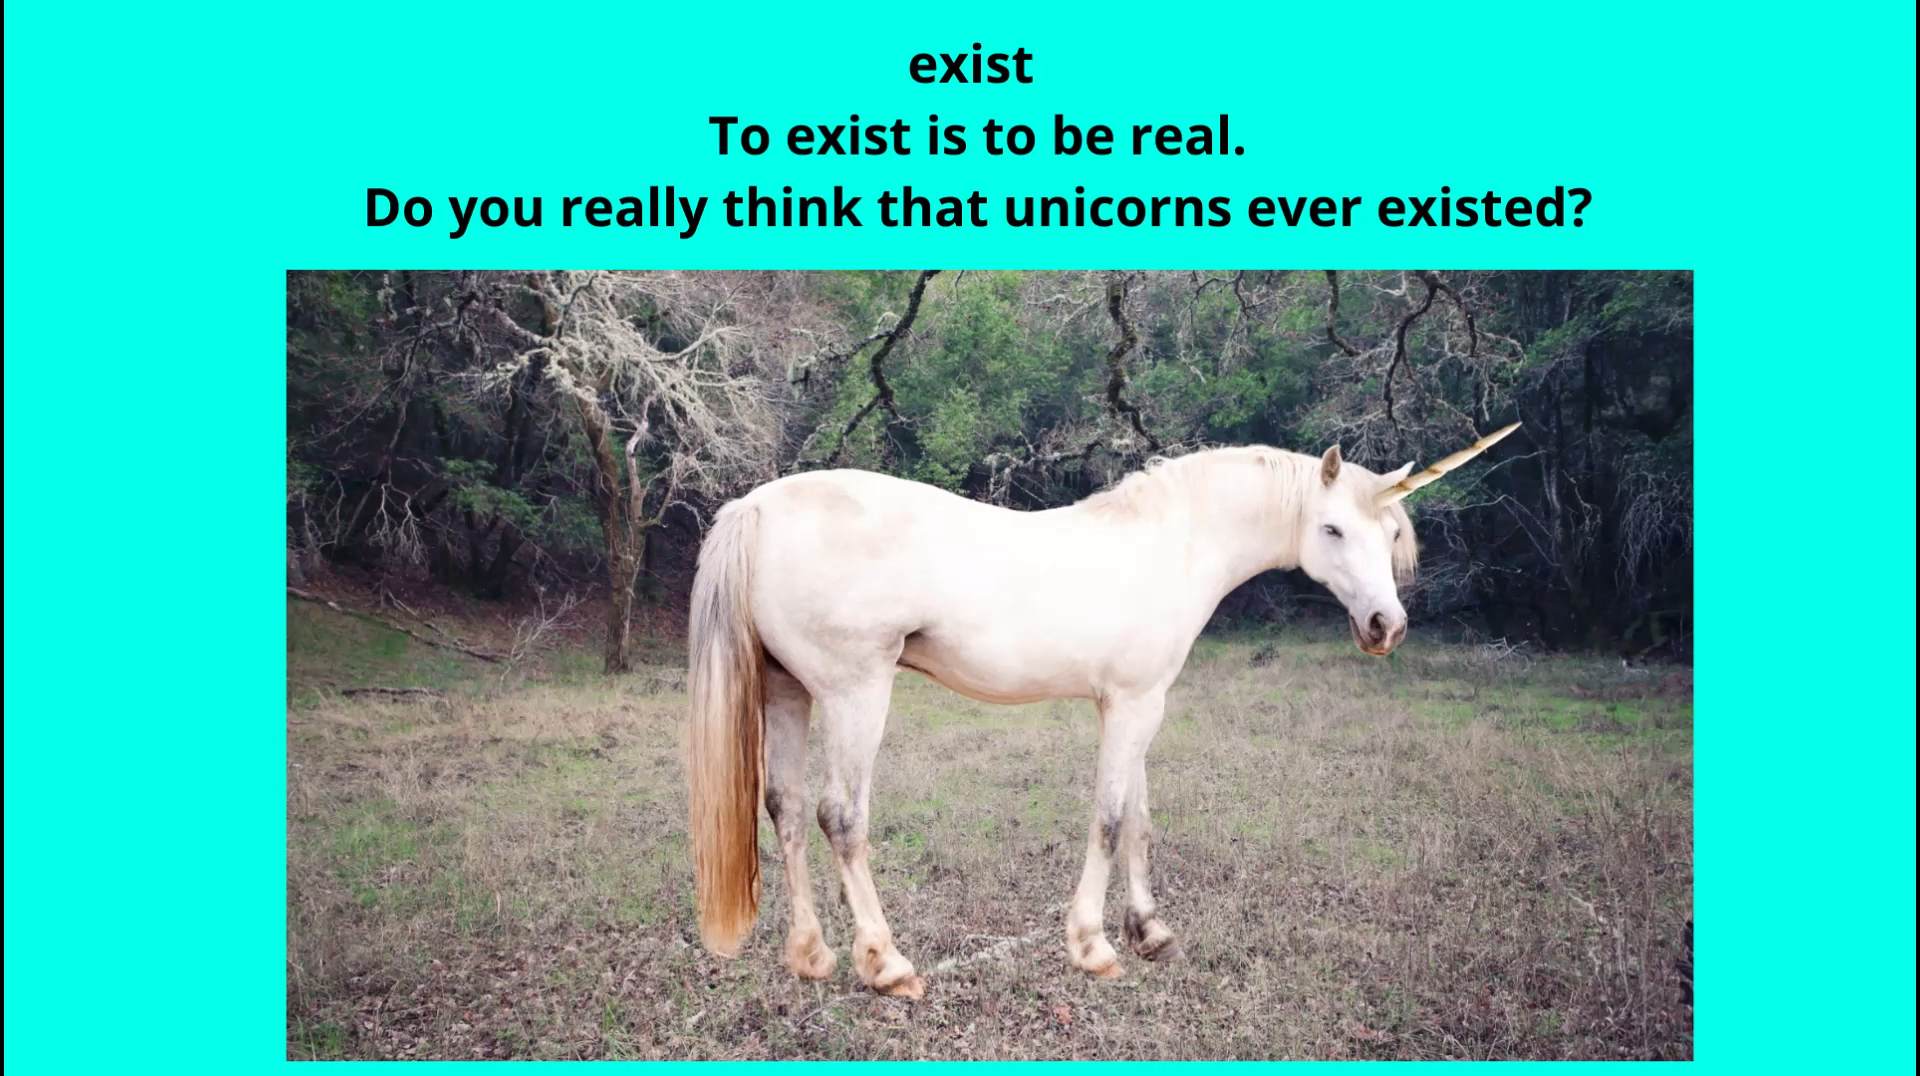 exist
To exist is to be real.
Do you really think that unicorns ever existed?